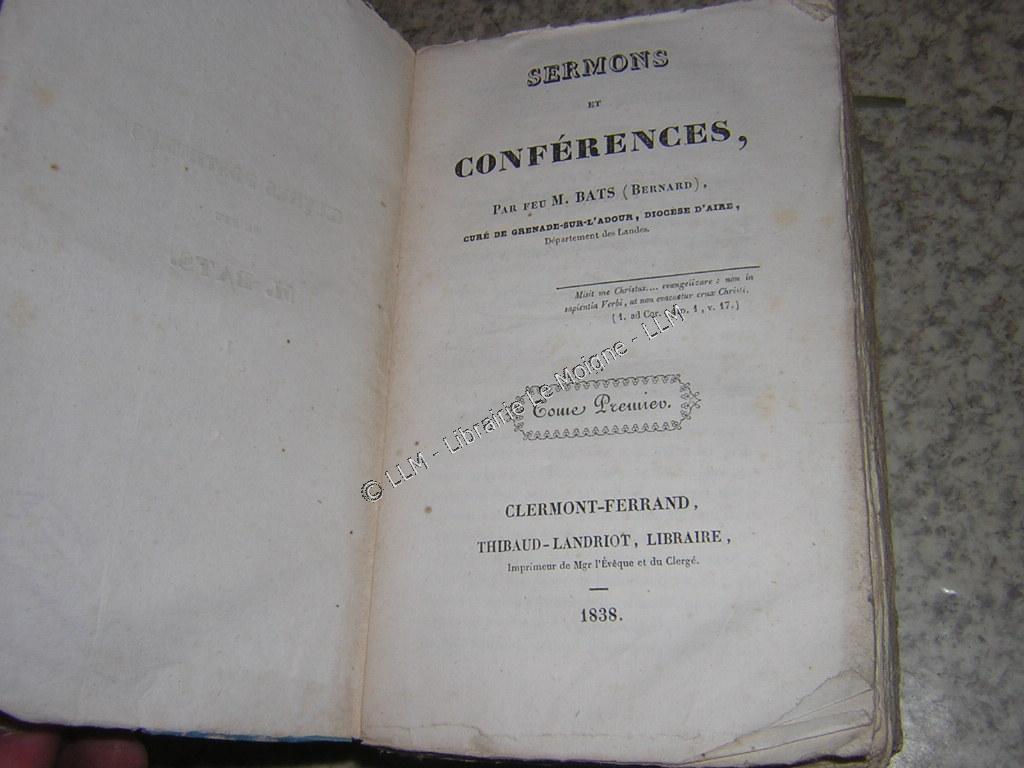 SERMONS
ET
CONFÉRENCES,
PAR FEU M. BATS (BERNARD),
CURÉ DE GRENADE-SUR-L'ADOUR, DIOCÈSE D'AIRE,
Département des Landes.
Misit me Christus.... evangelizare : non in
sapientia Verbi, ut non evacuetur crux Christi.
(1. ad Cor. 1, v. 17.)
Tome Premier.
CLERMONT-FERRAND,
THIBAUD-LANDRIOT, LIBRAIRE,
Imprimeur de Mgr l'Évêque et du Clergé.
1838.
© LLM - Librairie Le Moigne - LLM
M. BATS.